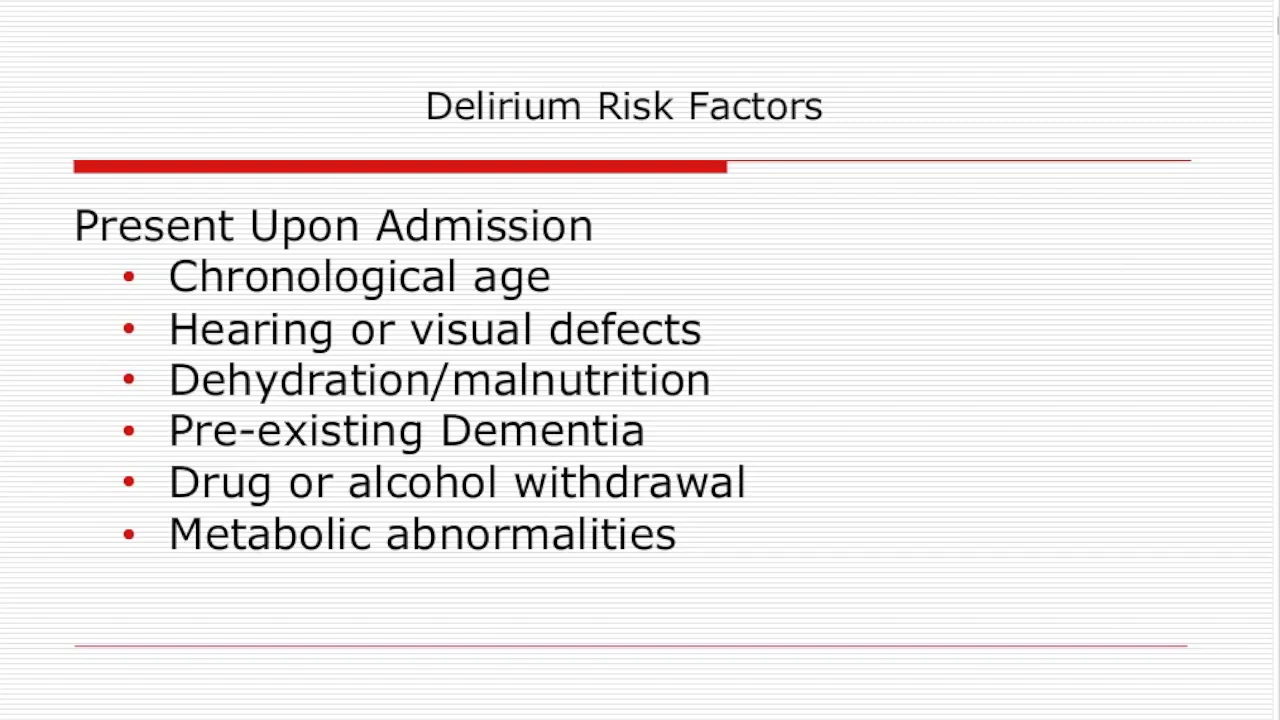 Delirium Risk Factors
Present Upon Admission
• Chronological age
• Hearing or visual defects
• Dehydration/malnutrition
• Pre-existing Dementia
• Drug or alcohol withdrawal
• Metabolic abnormalities